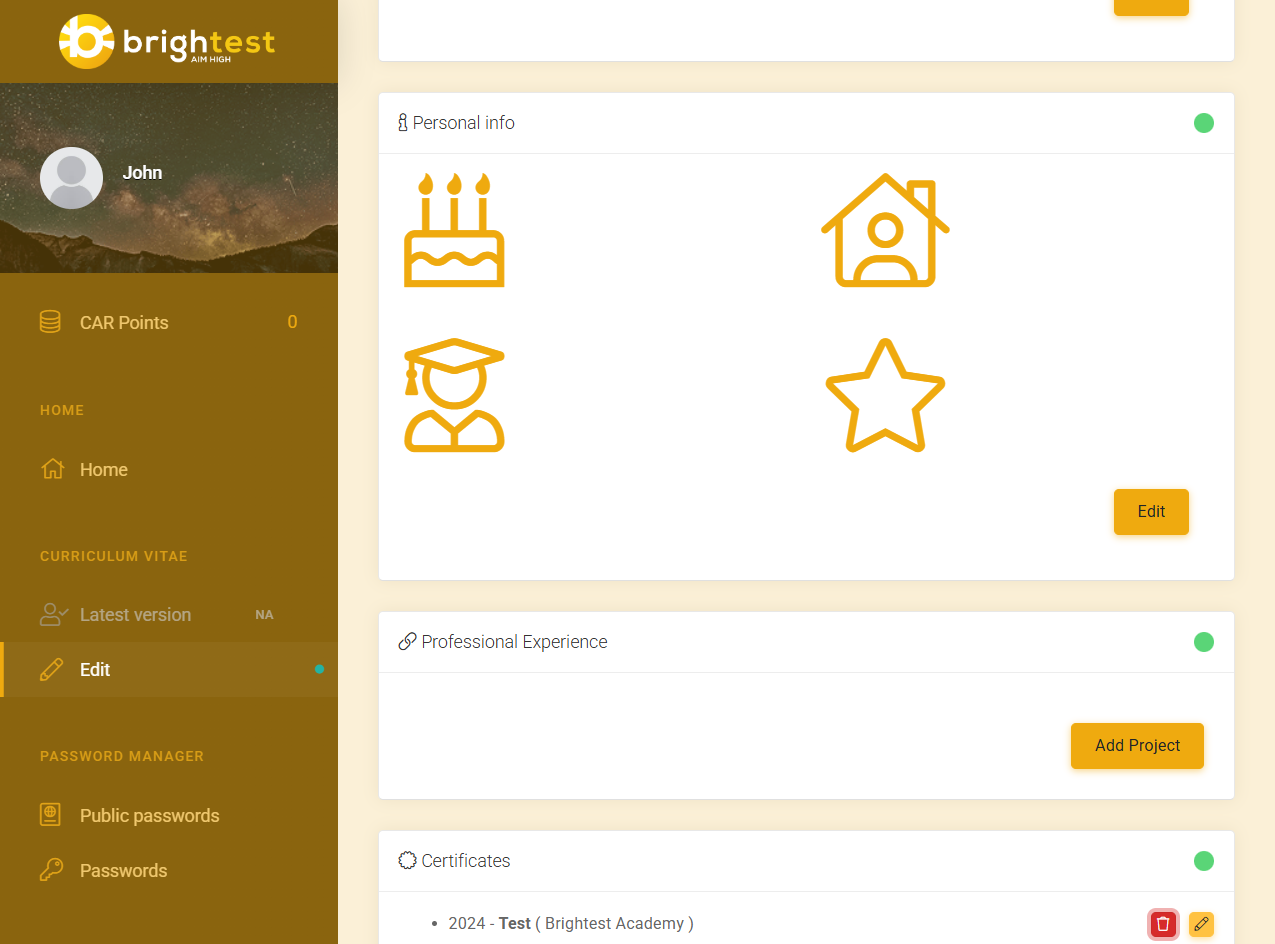 brightest
AIM HIGH
John
CAR Points 0
HOME
Home
CURRICULUM VITAE
Latest version NA
Edit
PASSWORD MANAGER
Public passwords
Passwords
Personal info
Edit
Professional Experience
Add Project
Certificates
2024 - Test ( Brightest Academy )